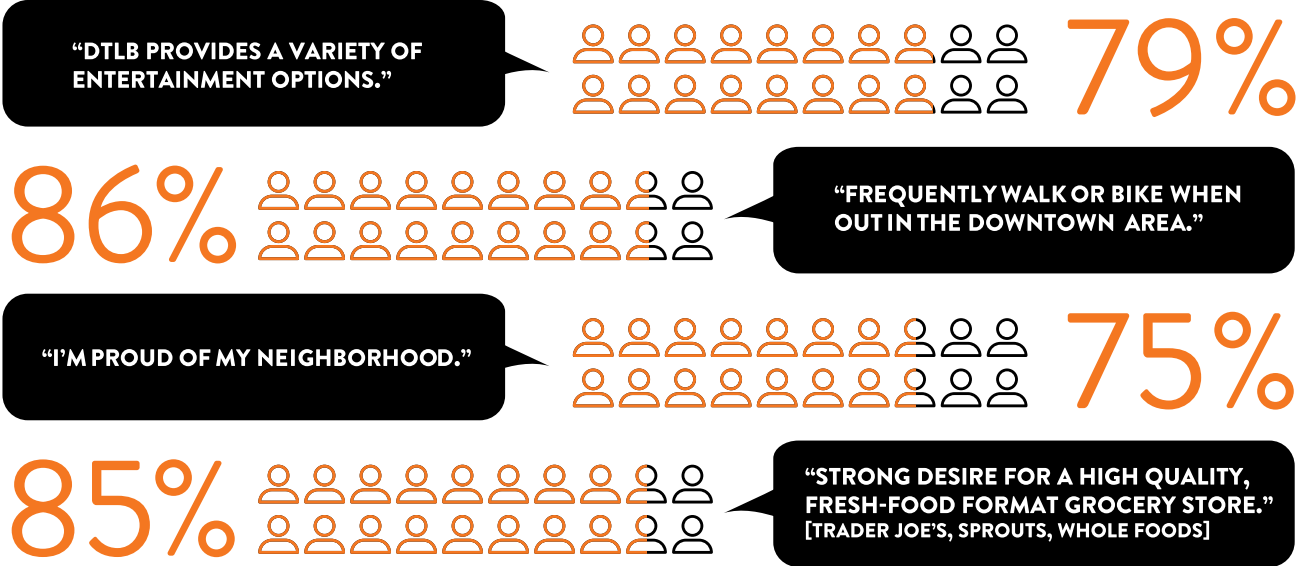 “DTLB PROVIDES A VARIETY OF
ENTERTAINMENT OPTIONS.”
79%
86%
“FREQUENTLY WALK OR BIKE WHEN
OUT IN THE DOWNTOWN AREA.”
“I’M PROUD OF MY NEIGHBORHOOD.”
75%
85%
“STRONG DESIRE FOR A HIGH QUALITY,
FRESH-FOOD FORMAT GROCERY STORE.”
[TRADER JOE’S, SPROUTS, WHOLE FOODS]